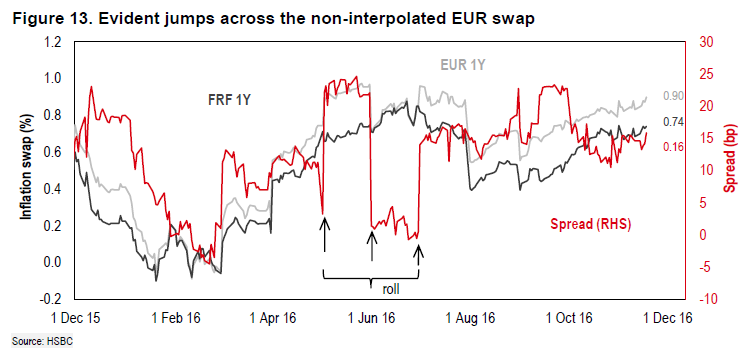 Figure 13. Evident jumps across the non-interpolated EUR swap
Inflation swap (%)
1.2
1.0
0.8
0.6
0.4
0.2
0.0
-0.2
FRF 1Y
EUR 1Y
0.90
0.74
0.16
Spread (RHS)
roll
30
25
20
15
10
5
0
-5
-10
Spread (bp)
1 Dec 15
1 Feb 16
1 Apr 16
1 Jun 16
1 Aug 16
1 Oct 16
1 Dec 16
Source: HSBC